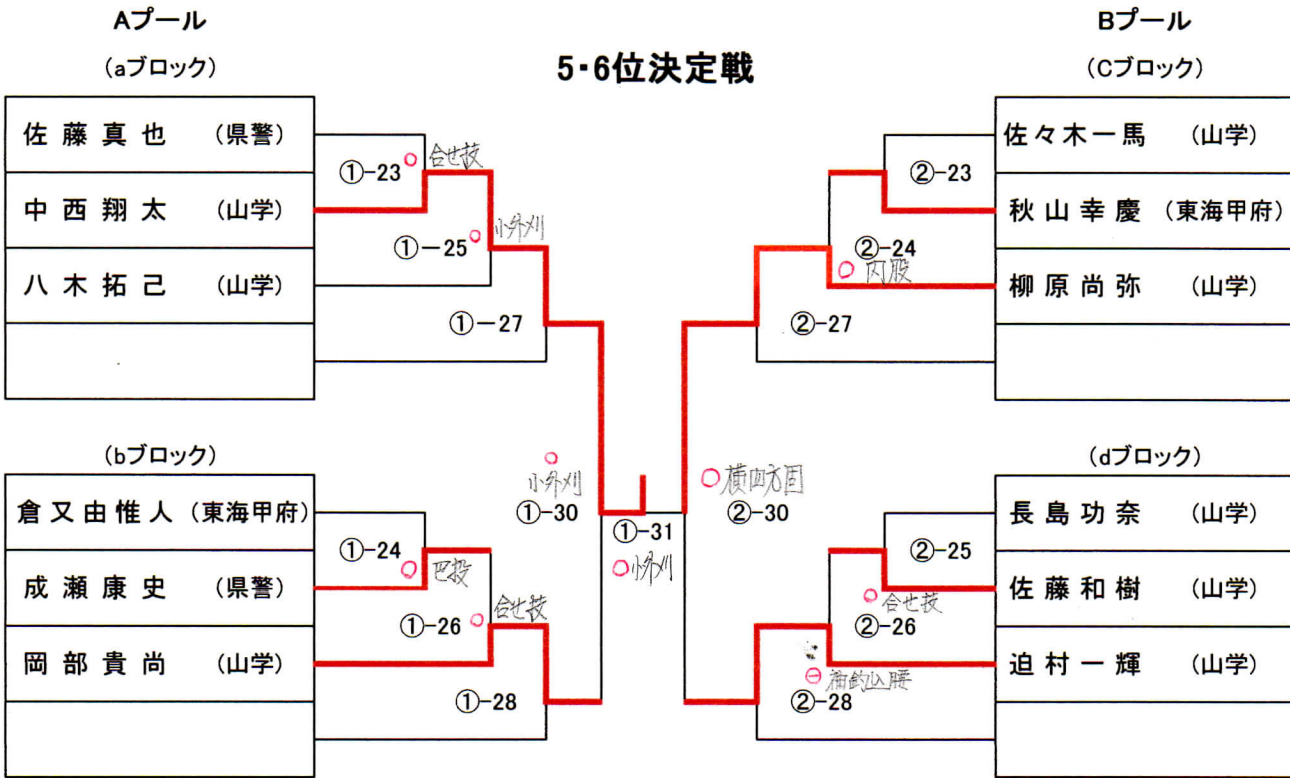 Aプール
(aブロック)
5・6位決定戦
Bプール
(Cブロック)
佐藤真也 (県警)
中西翔太 (山学)
八木拓己 (山学)
①-23
合せ技
①-25
小外刈
①-27
佐々木一馬 (山学)
秋山幸慶 (東海甲府)
柳原尚弥 (山学)
②-23
②-24
内股
②-27
(bブロック)
倉又由惟人 (東海甲府)
成瀬康史 (県警)
岡部貴尚 (山学)
①-24
巴投
①-26
合せ技
①-28
小外刈
①-30
①-31
小外刈
横四方固
②-30
(dブロック)
長島功奈 (山学)
佐藤和樹 (山学)
迫村一輝 (山学)
②-25
合せ技
②-26
袖釣込腰
②-28